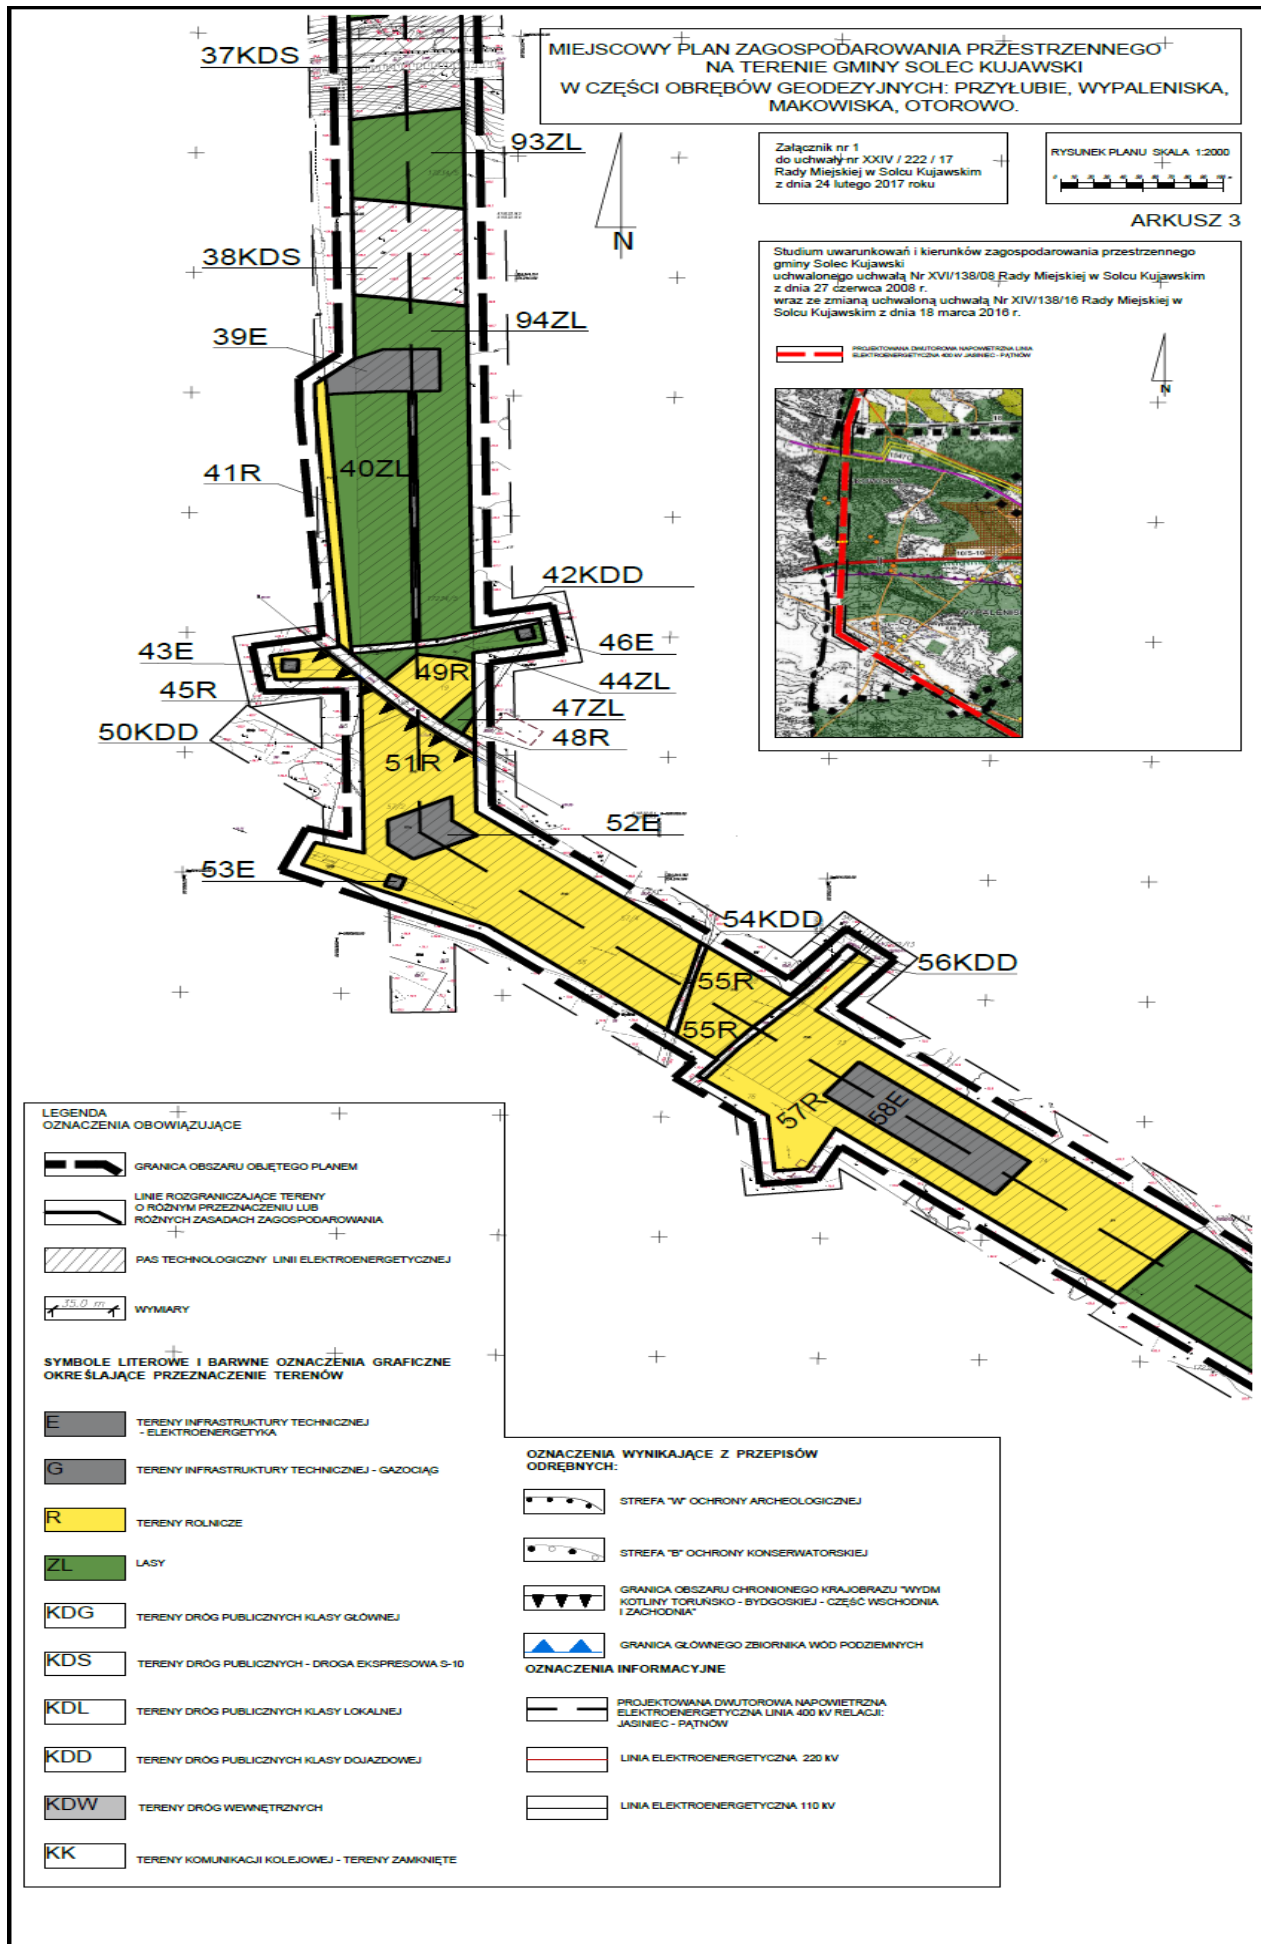 MIEJSCOWY PLAN ZAGOSPODAROWANIA PRZESTRZENNEGO
NA TERENIE GMINY SOLEC KUJAWSKI
W CZĘŚCI OBRĘBÓW GEODEZYJNYCH: PRZYŁUBIE, WYPALENISKA,
MAKOWISKA, OTOROWO.
Załącznik nr 1
do uchwały nr XXIV / 222 / 17
Rady Miejskiej w Solcu Kujawskim
z dnia 24 lutego 2017 roku
RYSUNEK PLANU SKALA 1:2000
ARKUSZ 3
Studium uwarunkowań i kierunków zagospodarowania przestrzennego
gminy Solec Kujawski
uchwalonego uchwałą Nr XVI/138/08 Rady Miejskiej w Solcu Kujawskim
z dnia 27 czerwca 2008 r.
wraz ze zmianą uchwaloną uchwałą Nr XIV/138/16 Rady Miejskiej w
Solcu Kujawskim z dnia 18 marca 2016 r.
PROJEKTOWANA DWUTOROWA NAPOWIETRZNA LINIA
ELEKTROENERGETYCZNA 400 kV JASINIEC - PĄTNÓW
N
N
37KDS
93ZL
38KDS
94ZL
39E
40ZL
41R
42KDD
43E
46E
45R
49R
44ZL
47ZL
50KDD
48R
51R
52E
53E
54KDD
55R
56KDD
55R
57R
58E
LEGENDA
OZNACZENIA OBOWIĄZUJĄCE
GRANICA OBSZARU OBJĘTEGO PLANEM
LINIE ROZGRANICZAJĄCE TERENY
O RÓŻNYM PRZEZNACZENIU LUB
RÓŻNYCH ZASADACH ZAGOSPODAROWANIA
PAS TECHNOLOGICZNY LINII ELEKTROENERGETYCZNEJ
35.0 m
WYMIARY
SYMBOLE LITEROWE I BARWNE OZNACZENIA GRAFICZNE
OKREŚLAJĄCE PRZEZNACZENIE TERENÓW
E
TERENY INFRASTRUKTURY TECHNICZNEJ
- ELEKTROENERGETYKA
G
TERENY INFRASTRUKTURY TECHNICZNEJ - GAZOCIĄG
R
TERENY ROLNICZE
ZL
LASY
KDG
TERENY DRÓG PUBLICZNYCH KLASY GŁÓWNEJ
KDS
TERENY DRÓG PUBLICZNYCH - DROGA EKSPRESOWA S-10
KDL
TERENY DRÓG PUBLICZNYCH KLASY LOKALNEJ
KDD
TERENY DRÓG PUBLICZNYCH KLASY DOJAZDOWEJ
KDW
TERENY DRÓG WEWNĘTRZNYCH
KK
TERENY KOMUNIKACJI KOLEJOWEJ - TERENY ZAMKNIĘTE
OZNACZENIA WYNIKAJĄCE Z PRZEPISÓW
ODRĘBNYCH:
STREFA "W" OCHRONY ARCHEOLOGICZNEJ
STREFA "B" OCHRONY KONSERWATORSKIEJ
GRANICA OBSZARU CHRONIONEGO KRAJOBRAZU "WYDM
KOTLINY TORUŃSKO - BYDGOSKIEJ - CZĘŚĆ WSCHODNIA
I ZACHODNIA"
GRANICA GŁÓWNEGO ZBIORNIKA WÓD PODZIEMNYCH
OZNACZENIA INFORMACYJNE
PROJEKTOWANA DWUTOROWA NAPOWIETRZNA
ELEKTROENERGETYCZNA LINIA 400 kV RELACJI:
JASINIEC - PĄTNÓW
LINIA ELEKTROENERGETYCZNA 220 kV
LINIA ELEKTROENERGETYCZNA 110 kV